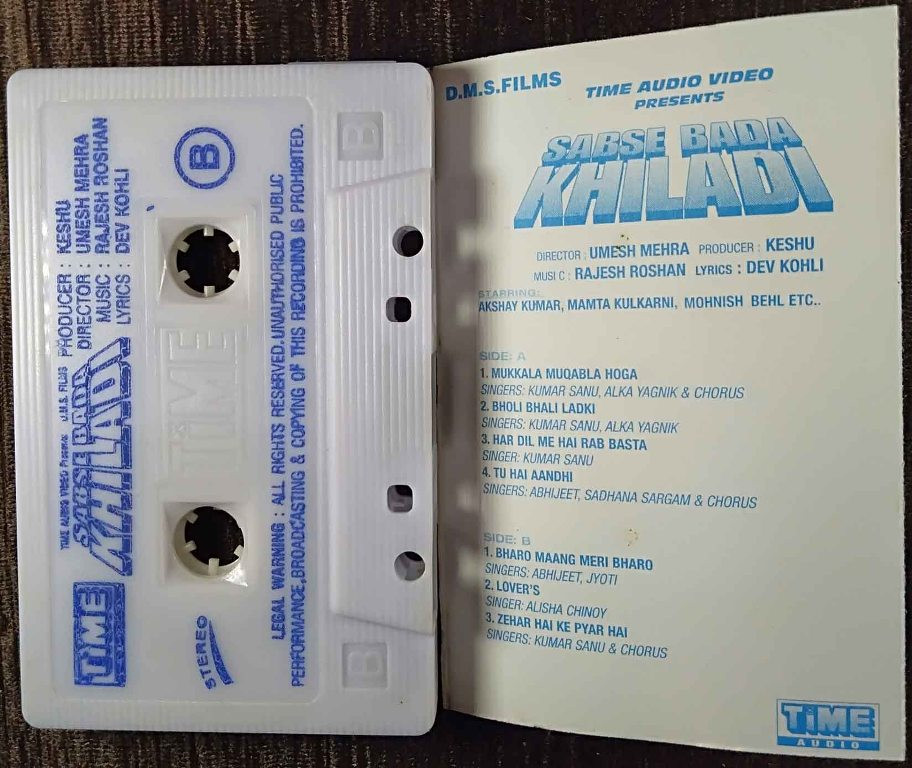 TIME AUDIO VIDEO Presents D.M.S. FILMS
SABSE BADA
KHILADI
PRODUCER : KESHU
DIRECTOR : UMESH MEHRA
MUSIC : RAJESH ROSHAN
LYRICS : DEV KOHLI
TiME
B
TiME
STEREO
LEGAL WARNING : ALL RIGHTS RESERVED. UNAUTHORISED PUBLIC
PERFORMANCE, BROADCASTING & COPYING OF THIS RECORDING IS PROHIBITED.
B
B
D.M.S.FILMS
TIME AUDIO VIDEO
PRESENTS
SABSE BADA
KHILADI
DIRECTOR : UMESH MEHRA PRODUCER : KESHU
MUSI C : RAJESH ROSHAN LYRICS : DEV KOHLI
STARRING:
AKSHAY KUMAR, MAMTA KULKARNI, MOHNISH BEHL ETC..
SIDE: A
1. MUKKALA MUQABLA HOGA
SINGERS: KUMAR SANU, ALKA YAGNIK & CHORUS
2. BHOLI BHALI LADKI
SINGERS: KUMAR SANU, ALKA YAGNIK
3. HAR DIL ME HAI RAB BASTA
SINGER: KUMAR SANU
4. TU HAI AANDHI
SINGERS: ABHIJEET, SADHANA SARGAM & CHORUS
SIDE: B
1. BHARO MAANG MERI BHARO
SINGERS: ABHIJEET, JYOTI
2. LOVER'S
SINGER: ALISHA CHINOY
3. ZEHAR HAI KE PYAR HAI
SINGERS: KUMAR SANU & CHORUS
TiME
AUDIO